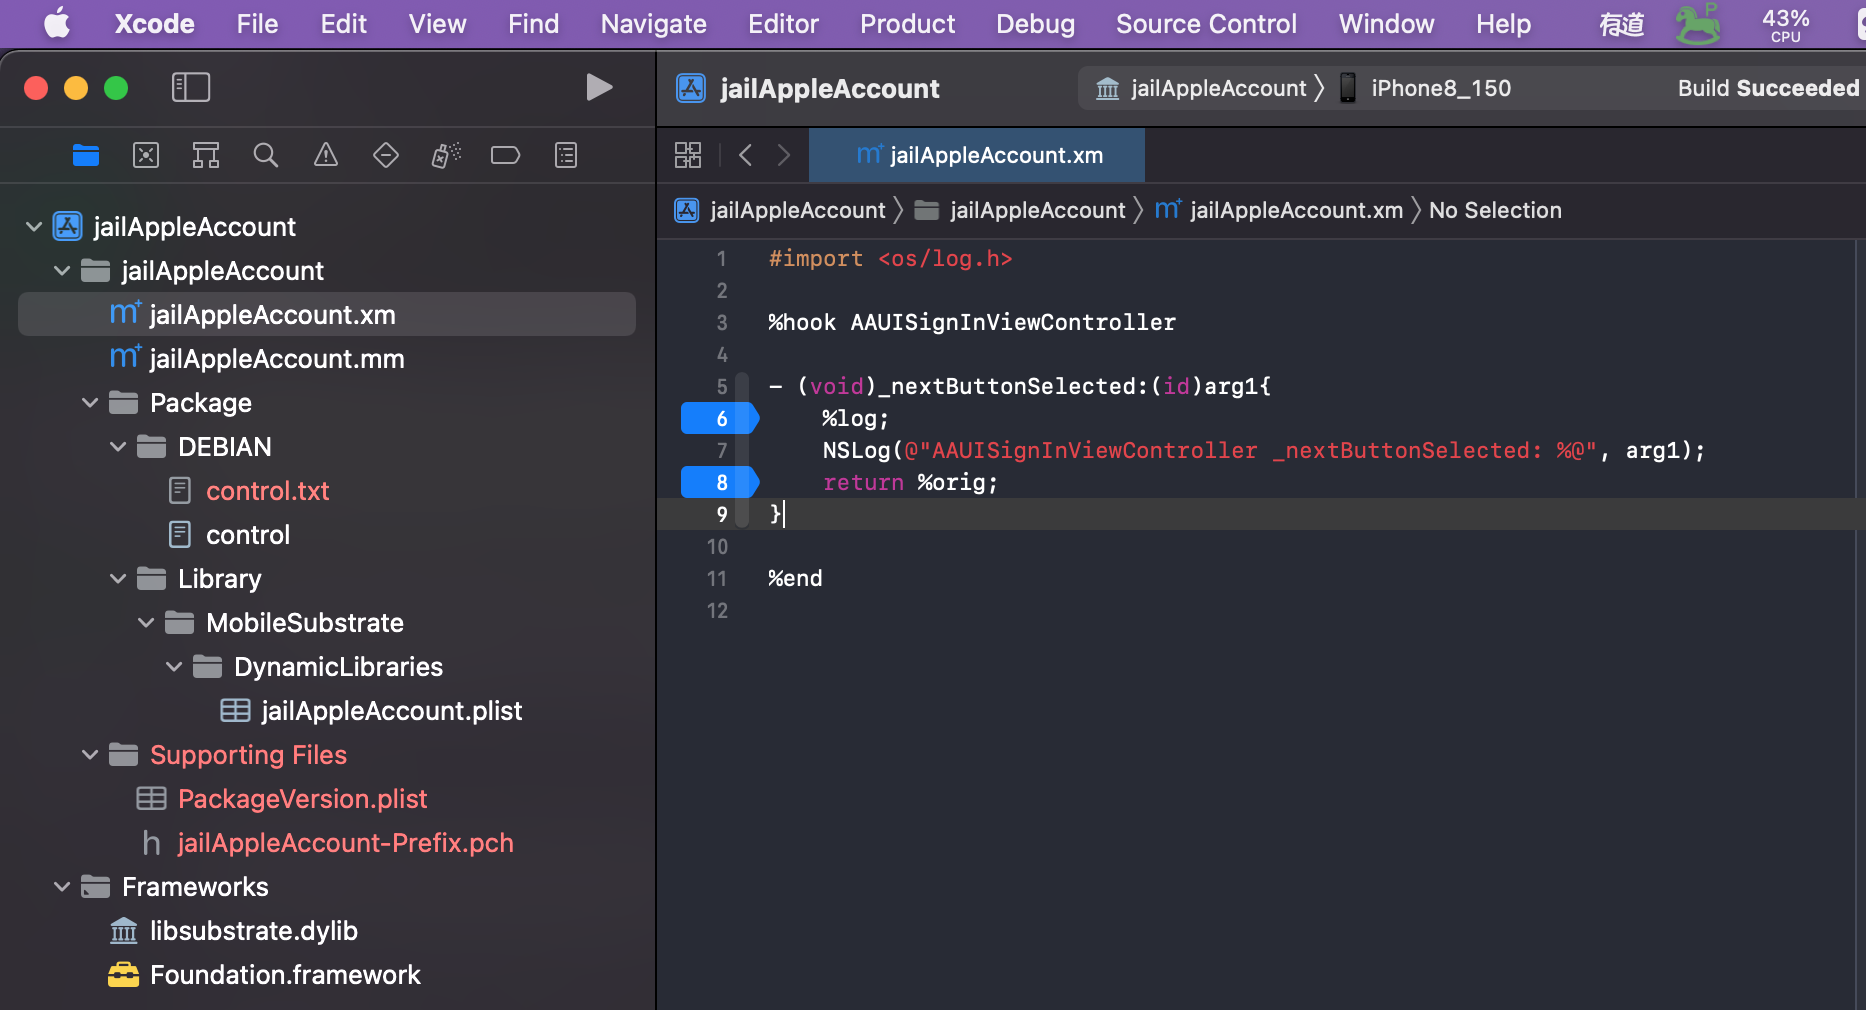 Xcode File Edit View Find Navigate Editor Product Debug Source Control Window Help 有道 P 43% CPU
jailAppleAccount jailAppleAccount iPhone8_150 Build Succeeded
jailAppleAccount.xm
jailAppleAccount jailAppleAccount jailAppleAccount.xm No Selection
jailAppleAccount
jailAppleAccount
jailAppleAccount.xm
jailAppleAccount.mm
Package
DEBIAN
control.txt
control
Library
MobileSubstrate
DynamicLibraries
jailAppleAccount.plist
Supporting Files
PackageVersion.plist
h jailAppleAccount-Prefix.pch
Frameworks
libsubstrate.dylib
Foundation.framework
1 #import <os/log.h>
2
3 %hook AAUISignInViewController
4
5 - (void)_nextButtonSelected:(id)arg1{
6 %log;
7 NSLog(@"AAUISignInViewController _nextButtonSelected: %@", arg1);
8 return %orig;
9 }
10
11 %end
12